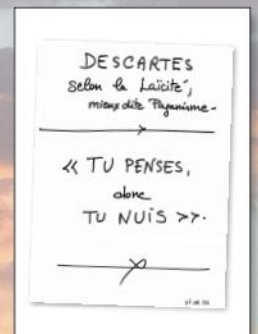 DESCARTES
selon la Laïcité,
mieux dite "Paganisme"-
« TU PENSES,
donc
TU NUIS ».